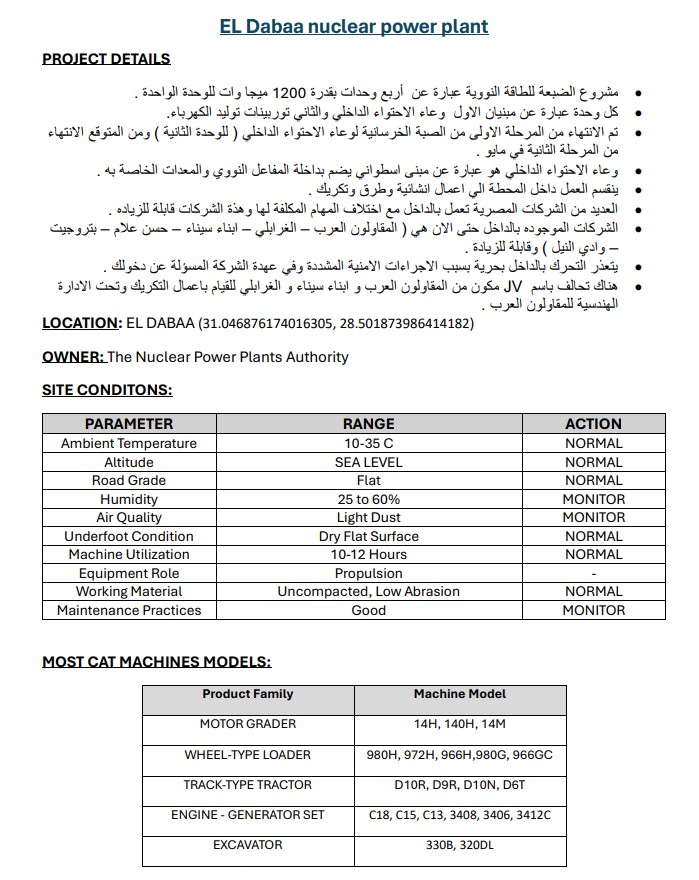 EL Dabaa nuclear power plant
PROJECT DETAILS
• مشروع الضبعة للطاقة النووية عبارة عن أربع وحدات بقدرة 1200 ميجا وات للوحدة الواحدة .
• كل وحدة عبارة عن مبنيان الاول وعاء الاحتواء الداخلي والثاني توربينات توليد الكهرباء.
• تم الانتهاء من المرحلة الاولى من الصبة الخرسانية لوعاء الاحتواء الداخلي ( للوحدة الثانية ) ومن المتوقع الانتهاء
من المرحلة الثانية في مايو .
• وعاء الاحتواء الداخلي هو عبارة عن مبنى اسطواني يضم بداخلة المفاعل النووي والمعدات الخاصة به .
• ينقسم العمل داخل المحطة الي اعمال انشائية وطرق وتكريك .
• العديد من الشركات المصرية تعمل بالداخل مع اختلاف المهام المكلفة لها وهذة الشركات قابلة للزياده .
• الشركات الموجوده بالداخل حتى الان هي ( المقاولون العرب – الغرابلي – ابناء سيناء – حسن علام – بتروجيت
– وادي النيل ) وقابلة للزيادة .
• يتعذر التحرك بالداخل بحرية بسبب الاجراءات الامنية المشددة وفي عهدة الشركة المسؤلة عن دخولك .
• هناك تحالف باسم JV مكون من المقاولون العرب و ابناء سيناء و الغرابلي للقيام باعمال التكريك وتحت الادارة
الهندسية للمقاولون العرب .
LOCATION: EL DABAA (31.046876174016305, 28.501873986414182)
OWNER: The Nuclear Power Plants Authority
SITE CONDITONS:
PARAMETER RANGE ACTION
Ambient Temperature 10-35 C NORMAL
Altitude SEA LEVEL NORMAL
Road Grade Flat NORMAL
Humidity 25 to 60% MONITOR
Air Quality Light Dust MONITOR
Underfoot Condition Dry Flat Surface NORMAL
Machine Utilization 10-12 Hours NORMAL
Equipment Role Propulsion -
Working Material Uncompacted, Low Abrasion NORMAL
Maintenance Practices Good MONITOR
MOST CAT MACHINES MODELS:
Product Family Machine Model
MOTOR GRADER 14H, 140H, 14M
WHEEL-TYPE LOADER 980H, 972H, 966H,980G, 966GC
TRACK-TYPE TRACTOR D10R, D9R, D10N, D6T
ENGINE - GENERATOR SET C18, C15, C13, 3408, 3406, 3412C
EXCAVATOR 330B, 320DL